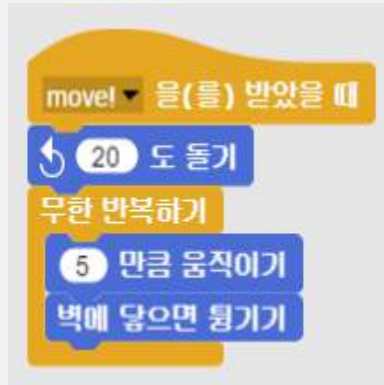 move! 을(를) 받았을 때
20 도 돌기
무한 반복하기
5 만큼 움직이기
벽에 닿으면 튕기기